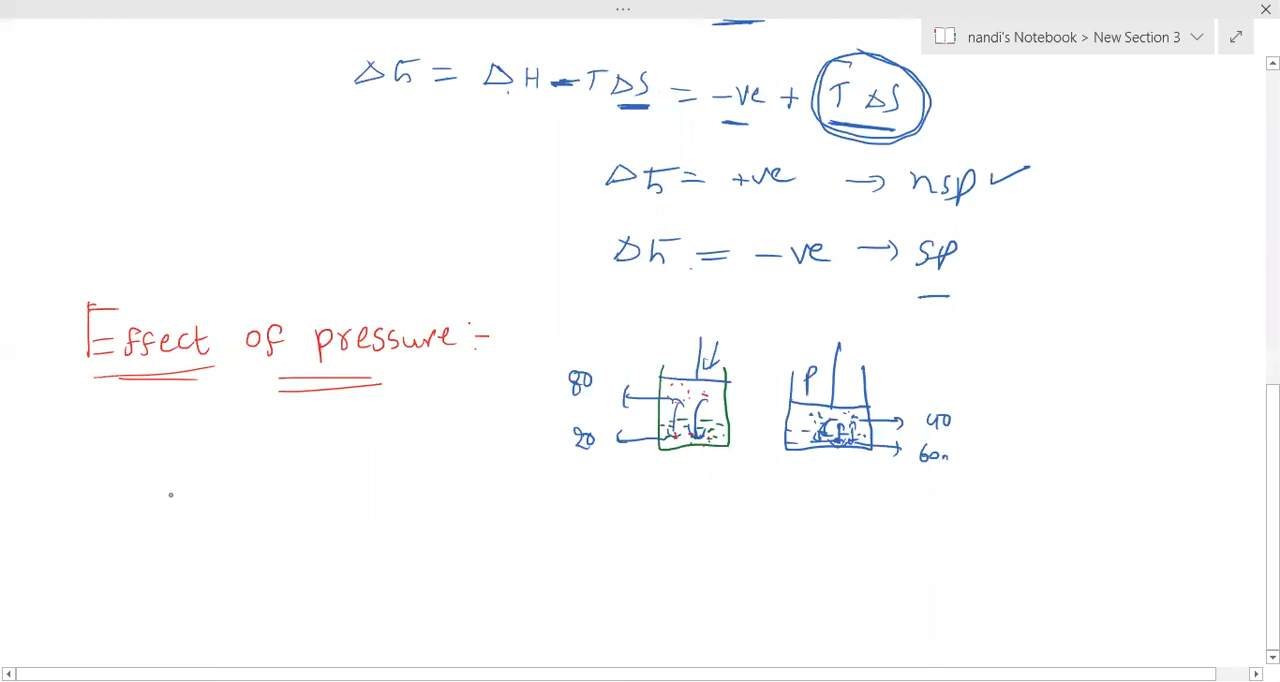 nandi's Notebook > New Section 3
ΔG = ΔH - TΔS = -ve + TΔS
ΔG = +ve → nsp ✓
ΔG = -ve → sp
Effect of pressure :-
80
20
P
40
60